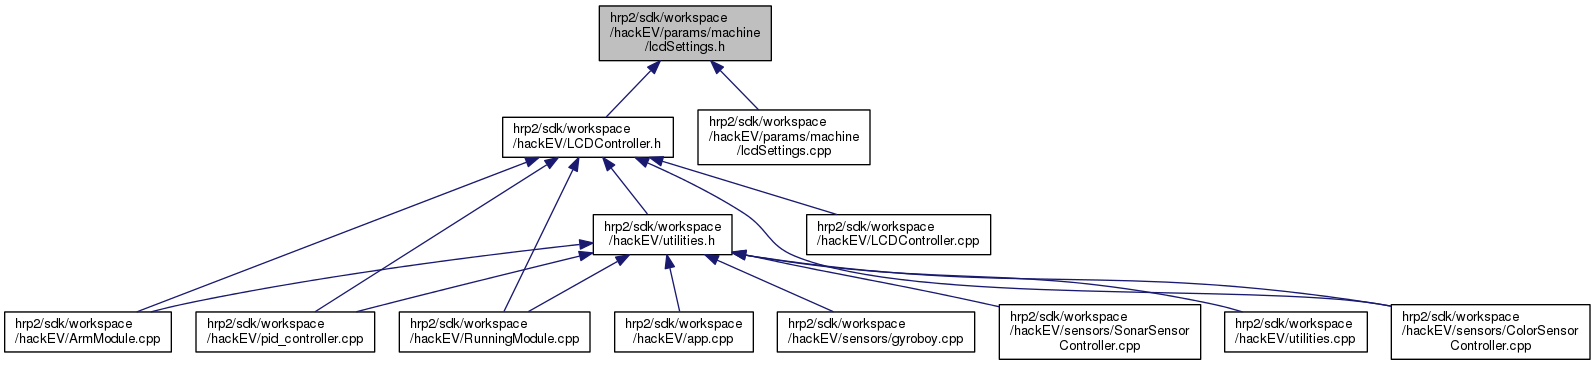 hrp2/sdk/workspace
/hackEV/params/machine
/lcdSettings.h
hrp2/sdk/workspace
/hackEV/LCDController.h
hrp2/sdk/workspace
/hackEV/params/machine
/lcdSettings.cpp
hrp2/sdk/workspace
/hackEV/utilities.h
hrp2/sdk/workspace
/hackEV/LCDController.cpp
hrp2/sdk/workspace
/hackEV/ArmModule.cpp
hrp2/sdk/workspace
/hackEV/pid_controller.cpp
hrp2/sdk/workspace
/hackEV/RunningModule.cpp
hrp2/sdk/workspace
/hackEV/app.cpp
hrp2/sdk/workspace
/hackEV/sensors/gyroboy.cpp
hrp2/sdk/workspace
/hackEV/sensors/SonarSensor
Controller.cpp
hrp2/sdk/workspace
/hackEV/utilities.cpp
hrp2/sdk/workspace
/hackEV/sensors/ColorSensor
Controller.cpp